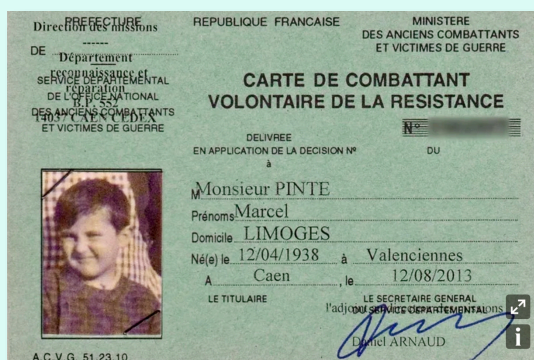 PREFECTURE
Direction des missions
------
DE
Département
reconnaissance et
SERVICE DEPARTEMENTAL
réparation
DE L'OFFICE NATIONAL
B.P. 552
DES ANCIENS COMBATTANTS
14037 CAEN CEDEX
ET VICTIMES DE GUERRE
REPUBLIQUE FRANCAISE
MINISTERE
DES ANCIENS COMBATTANTS
ET VICTIMES DE GUERRE
CARTE DE COMBATTANT
VOLONTAIRE DE LA RESISTANCE
N°
DELIVREE
EN APPLICATION DE LA DECISION Nº DU
à
M Monsieur PINTE
Prénoms Marcel
Domicile LIMOGES
Né(e) le 12/04/1938 à Valenciennes
A Caen , le 12/08/2013
LE TITULAIRE
LE SECRETAIRE GENERAL
DU SERVICE DEPARTEMENTAL
l'adjoint
Daniel ARNAUD
A.C.V.G. 51.23.10